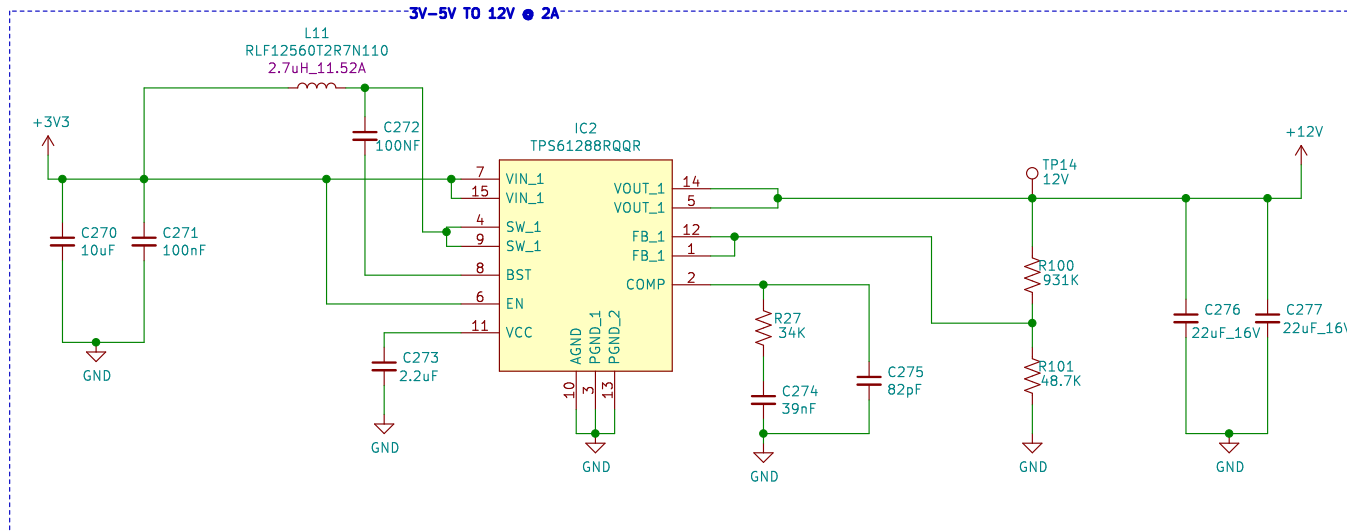 3V-5V TO 12V @ 2A
L11
RLF12560T2R7N110
2.7uH_11.52A
+3V3
C272
100NF
IC2
TPS61288RQQR
TP14
12V
+12V
7
VIN_1
15
VIN_1
4
SW_1
9
SW_1
8
BST
6
EN
11
VCC
VOUT_1
14
VOUT_1
5
FB_1
12
FB_1
1
COMP
2
AGND
PGND_1
PGND_2
10
3
13
C270
10uF
C271
100nF
GND
C273
2.2uF
GND
GND
R27
34K
C274
39nF
C275
82pF
GND
R100
931K
R101
48.7K
GND
C276
22uF_16V
C277
22uF_16V
GND